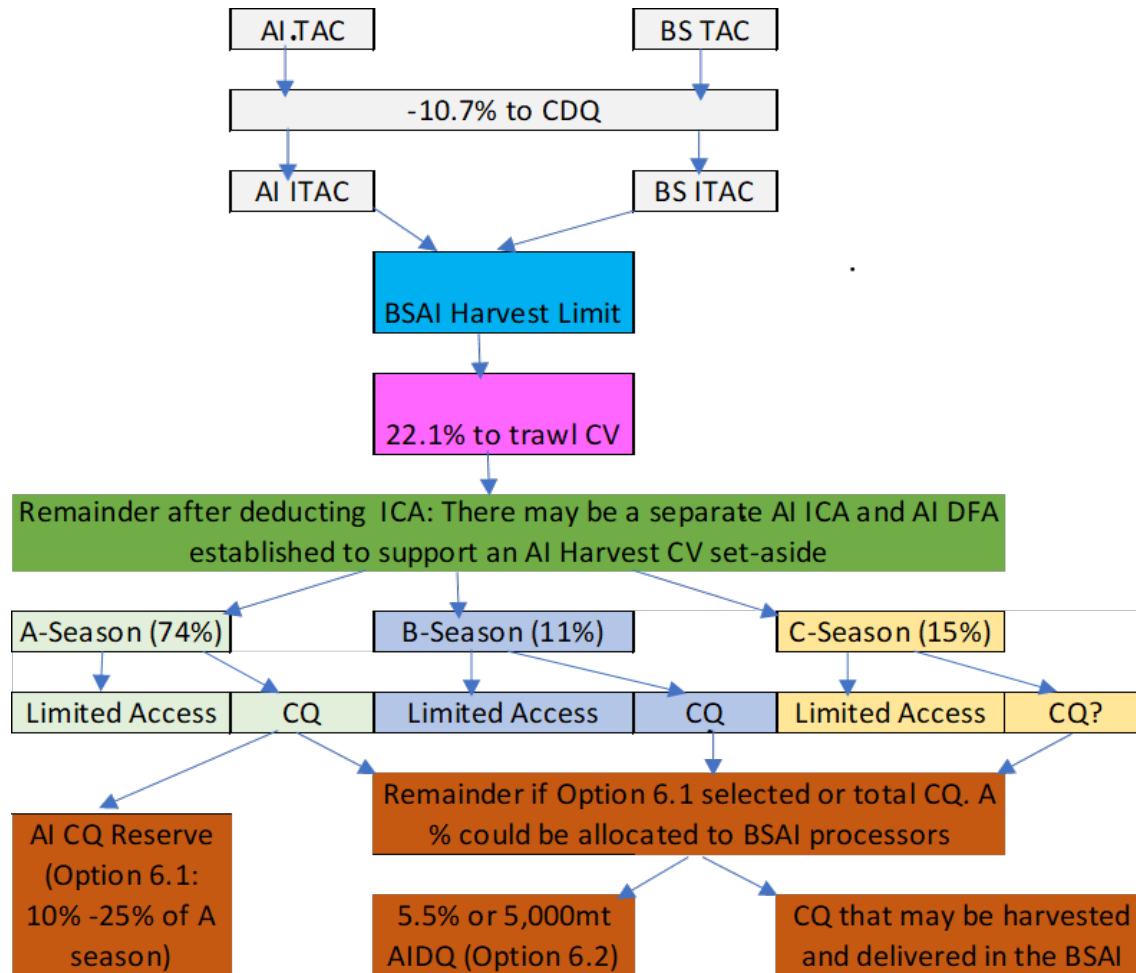 AI TAC
BS TAC
-10.7% to CDQ
AI ITAC
BS ITAC
BSAI Harvest Limit
22.1% to trawl CV
Remainder after deducting ICA: There may be a separate AI ICA and AI DFA
established to support an AI Harvest CV set-aside
A-Season (74%)
B-Season (11%)
C-Season (15%)
Limited Access
CQ
Limited Access
CQ
Limited Access
CQ?
AI CQ Reserve
(Option 6.1:
10% -25% of A
season)
Remainder if Option 6.1 selected or total CQ. A
% could be allocated to BSAI processors
5.5% or 5,000mt
AIDQ (Option 6.2)
CQ that may be harvested
and delivered in the BSAI